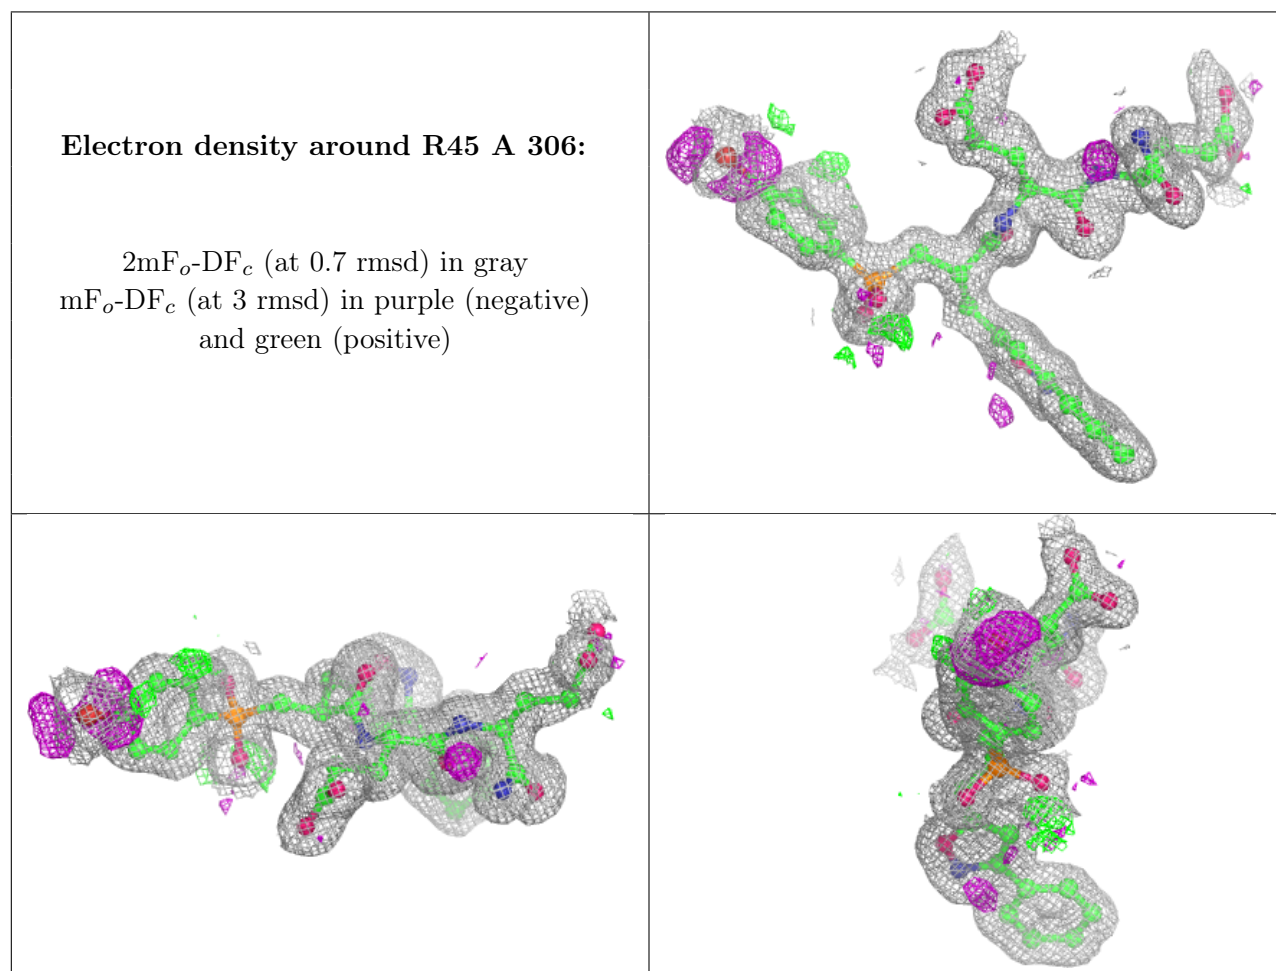 Electron density around R45 A 306:
2mFo-DFc (at 0.7 rmsd) in gray
mFo-DFc (at 3 rmsd) in purple (negative)
and green (positive)